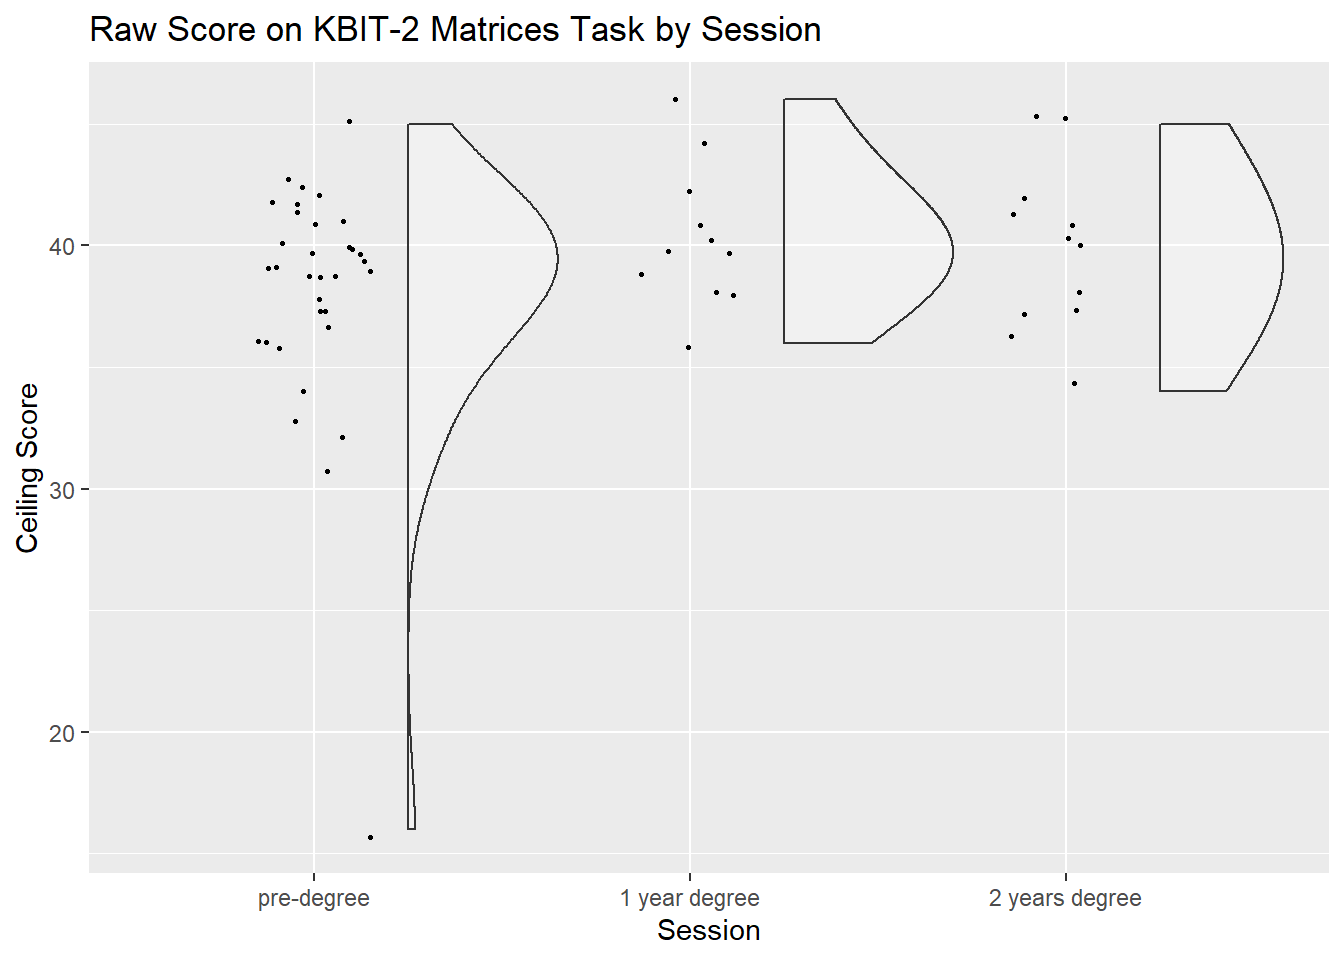 Raw Score on KBIT-2 Matrices Task by Session
Ceiling Score
40
30
20
pre-degree
1 year degree
2 years degree
Session